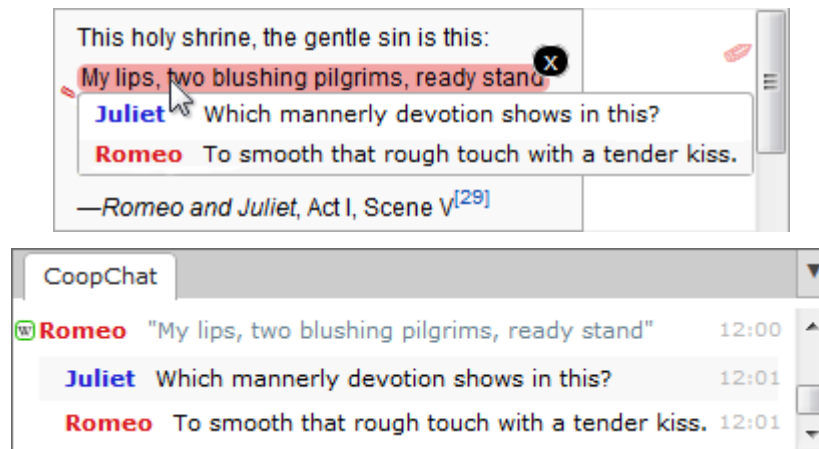 This holy shrine, the gentle sin is this:
My lips, two blushing pilgrims, ready stand
X
Juliet Which mannerly devotion shows in this?
Romeo To smooth that rough touch with a tender kiss.
—Romeo and Juliet, Act I, Scene V[29]
CoopChat
W Romeo "My lips, two blushing pilgrims, ready stand" 12:00
Juliet Which mannerly devotion shows in this? 12:01
Romeo To smooth that rough touch with a tender kiss. 12:01